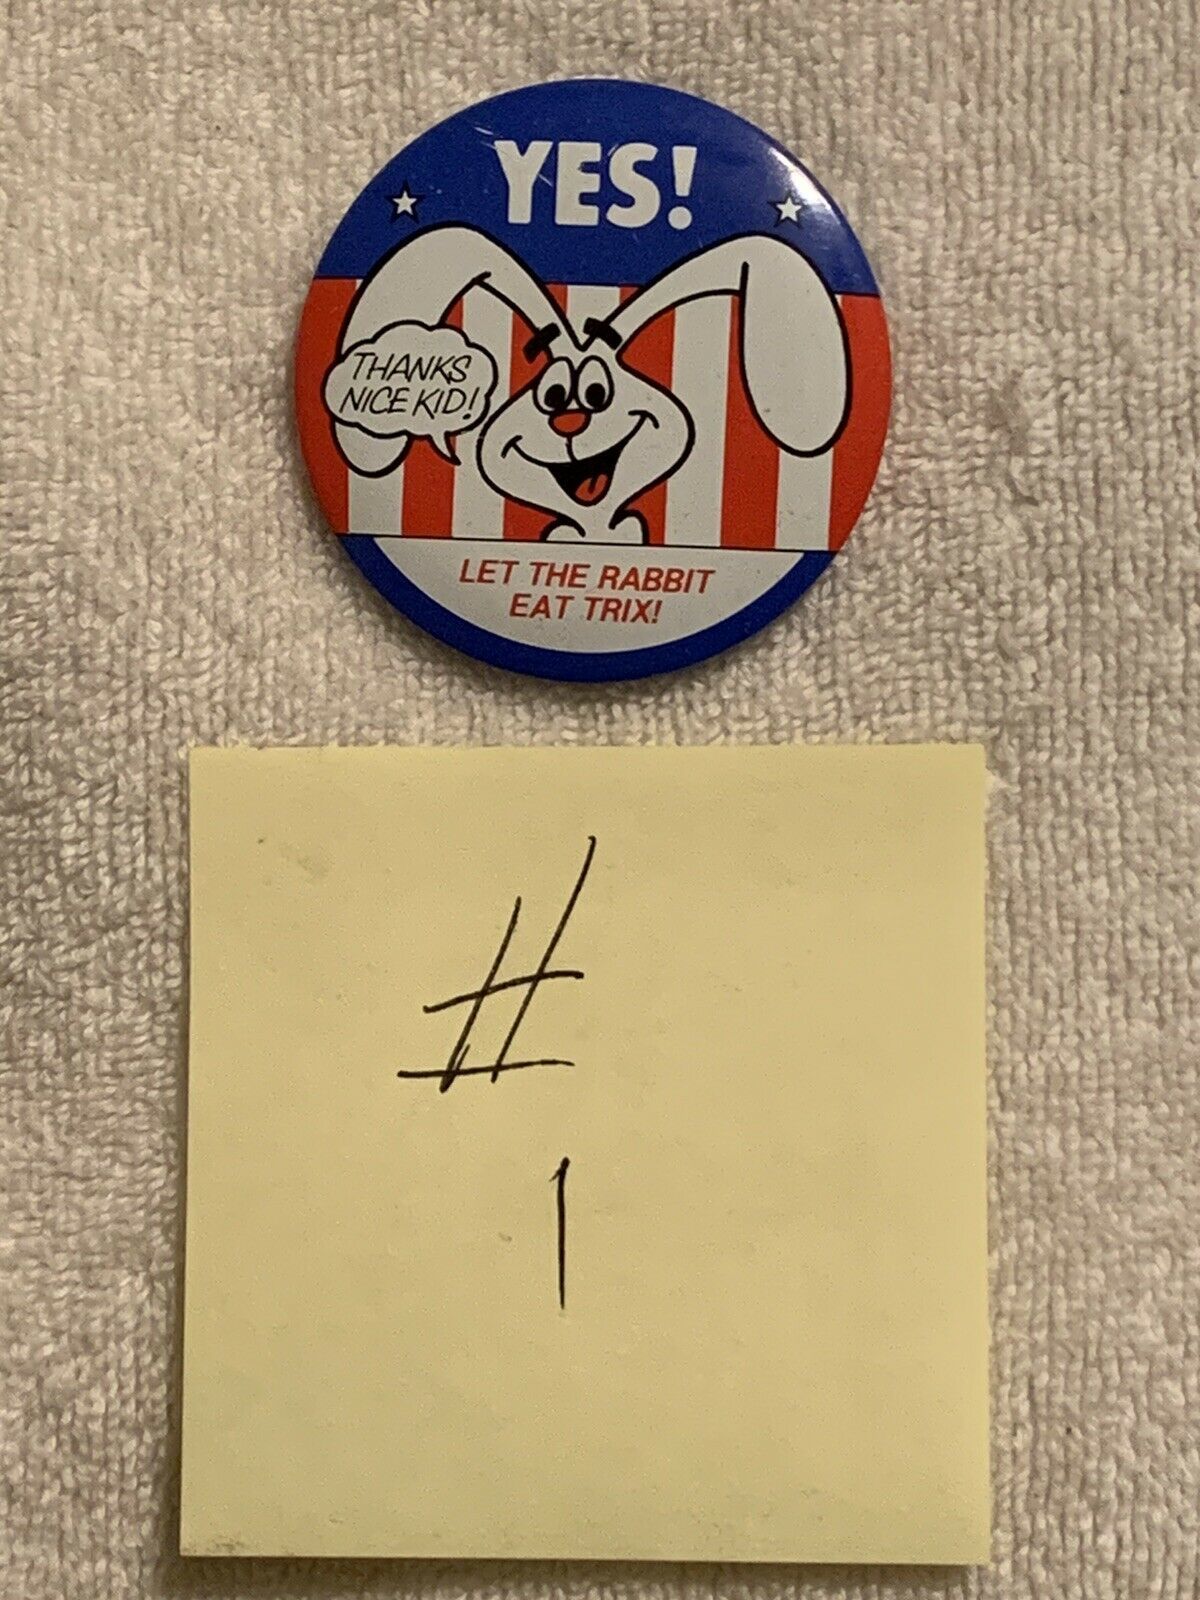 YES!
THANKS
NICE KID!
LET THE RABBIT
EAT TRIX!
#
1